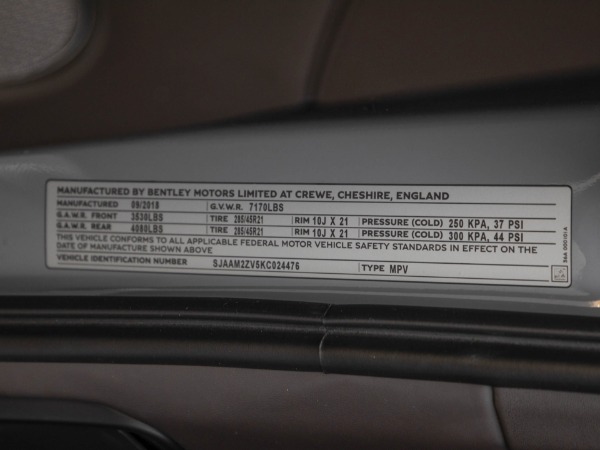 MANUFACTURED BY BENTLEY MOTORS LIMITED AT CREWE, CHESHIRE, ENGLAND
MANUFACTURED 09/2018 G.V.W.R. 7170LBS
G.A.W.R. FRONT 3530LBS TIRE 285/45R21 RIM 10J X 21 PRESSURE (COLD) 250 KPA, 37 PSI
G.A.W.R. REAR 4080LBS TIRE 285/45R21 RIM 10J X 21 PRESSURE (COLD) 300 KPA, 44 PSI
THIS VEHICLE CONFORMS TO ALL APPLICABLE FEDERAL MOTOR VEHICLE SAFETY STANDARDS IN EFFECT ON THE
DATE OF MANUFACTURE SHOWN ABOVE
VEHICLE IDENTIFICATION NUMBER SJAAM2ZV5KC024476 TYPE MPV